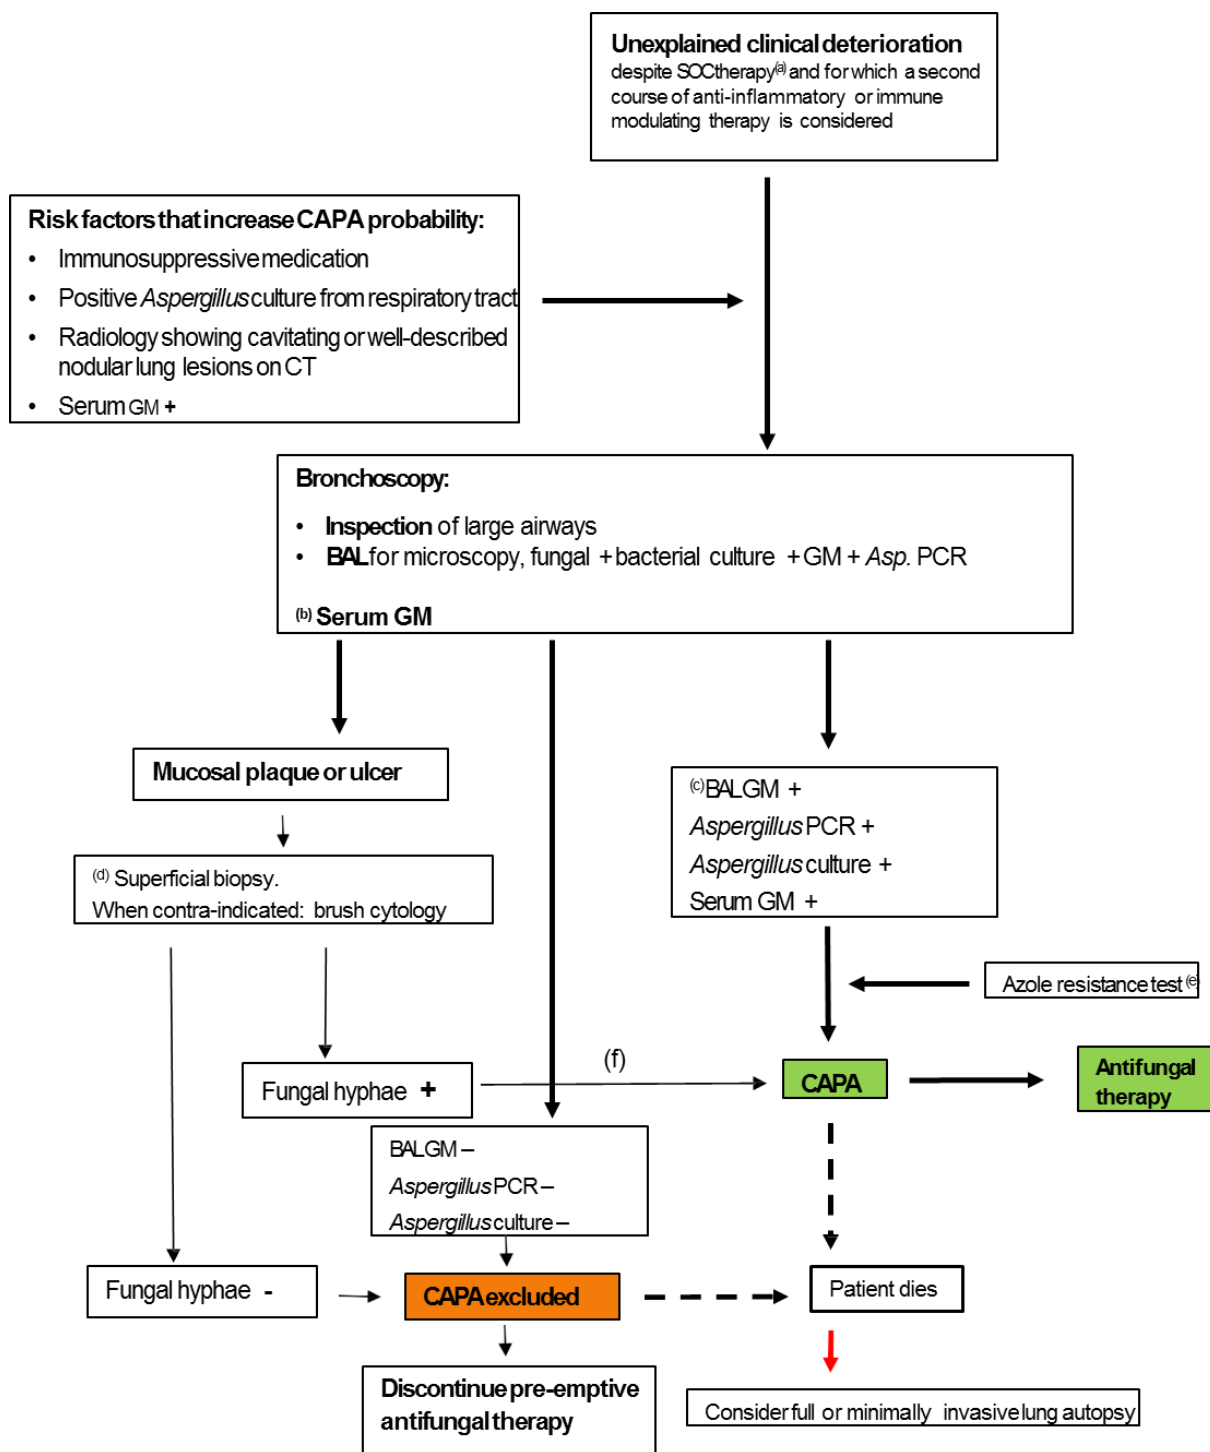 Unexplained clinical deterioration
despite SOC therapy(a) and for which a second
course of anti-inflammatory or immune
modulating therapy is considered
Risk factors that increase CAPA probability:
• Immunosuppressive medication
• Positive Aspergillus culture from respiratory tract
• Radiology showing cavitating or well-described
nodular lung lesions on CT
• Serum GM +
Bronchoscopy:
• Inspection of large airways
• BAL for microscopy, fungal + bacterial culture + GM + Asp. PCR
(b) Serum GM
Mucosal plaque or ulcer
(d) Superficial biopsy.
When contra-indicated: brush cytology
(c) BAL GM +
Aspergillus PCR +
Aspergillus culture +
Serum GM +
Azole resistance test (e)
Fungal hyphae +
(f)
CAPA
Antifungal
therapy
BAL GM –
Aspergillus PCR –
Aspergillus culture –
Fungal hyphae -
CAPA excluded
Patient dies
Discontinue pre-emptive
antifungal therapy
Consider full or minimally invasive lung autopsy